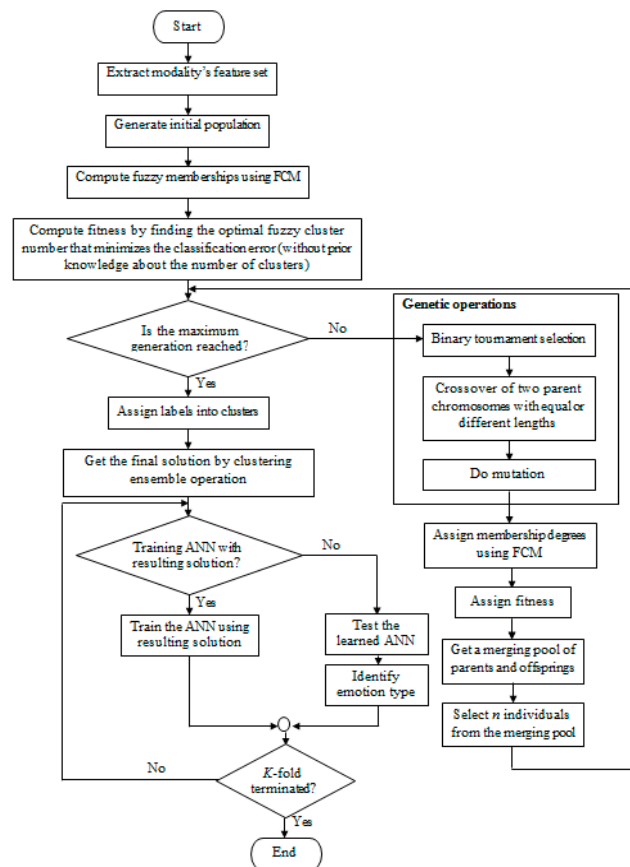 Start
Extract modality's feature set
Generate initial population
Compute fuzzy memberships using FCM
Compute fitness by finding the optimal fuzzy cluster
number that minimizes the classification error (without prior
knowledge about the number of clusters)
Is the maximum
generation reached?
No
Yes
Genetic operations
Binary tournament selection
Crossover of two parent
chromosomes with equal or
different lengths
Do mutation
Assign labels into clusters
Get the final solution by clustering
ensemble operation
Training ANN with
resulting solution?
No
Yes
Train the ANN using
resulting solution
Test the
learned ANN
Identify
emotion type
Assign membership degrees
using FCM
Assign fitness
Get a merging pool of
parents and offsprings
Select n individuals
from the merging pool
K-fold
terminated?
No
Yes
End